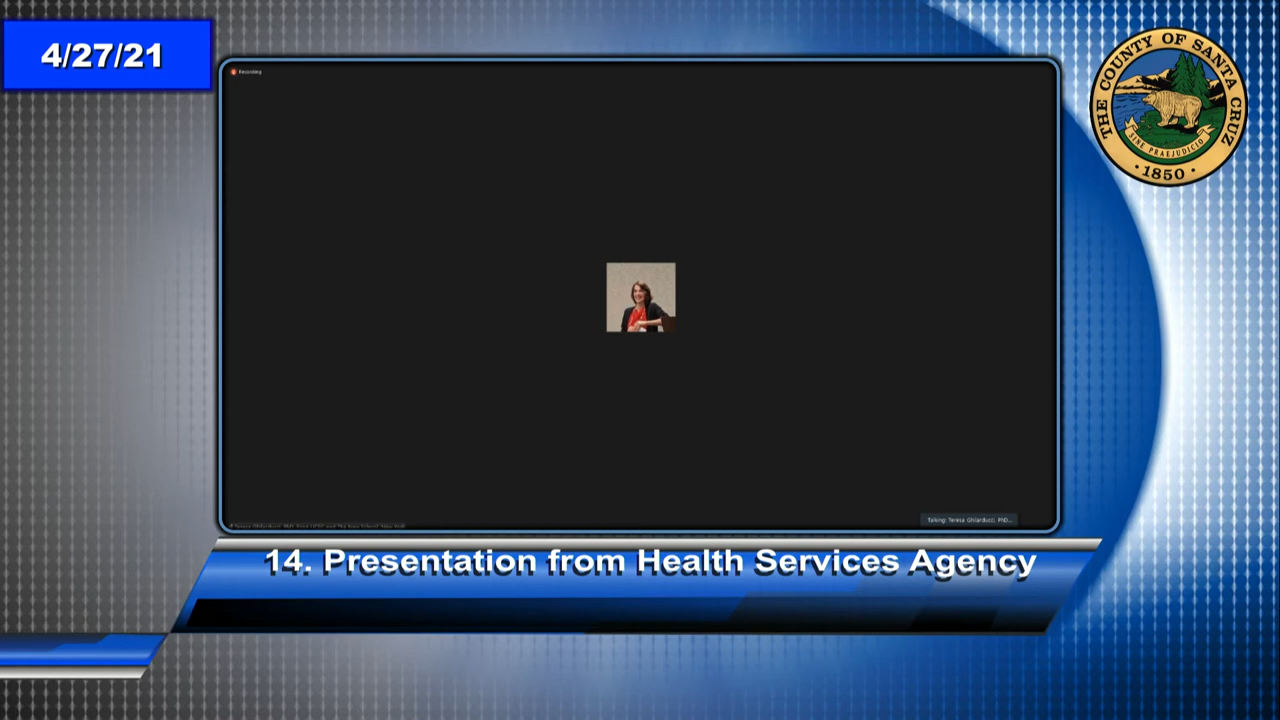 4/27/21
Recording
THE COUNTY OF SANTA CRUZ
SINE PRAEJUDICIO
• 1850 •
Talking: Teresa Ghilarducci, PhD...
14. Presentation from Health Services Agency